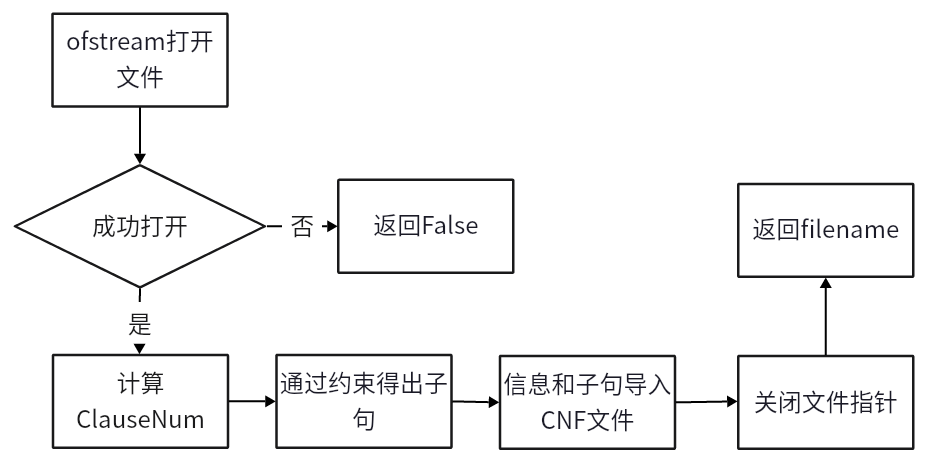 ofstream打开
文件
成功打开
否
返回False
返回filename
是
计算
ClauseNum
通过约束得出子
句
信息和子句导入
CNF文件
关闭文件指针